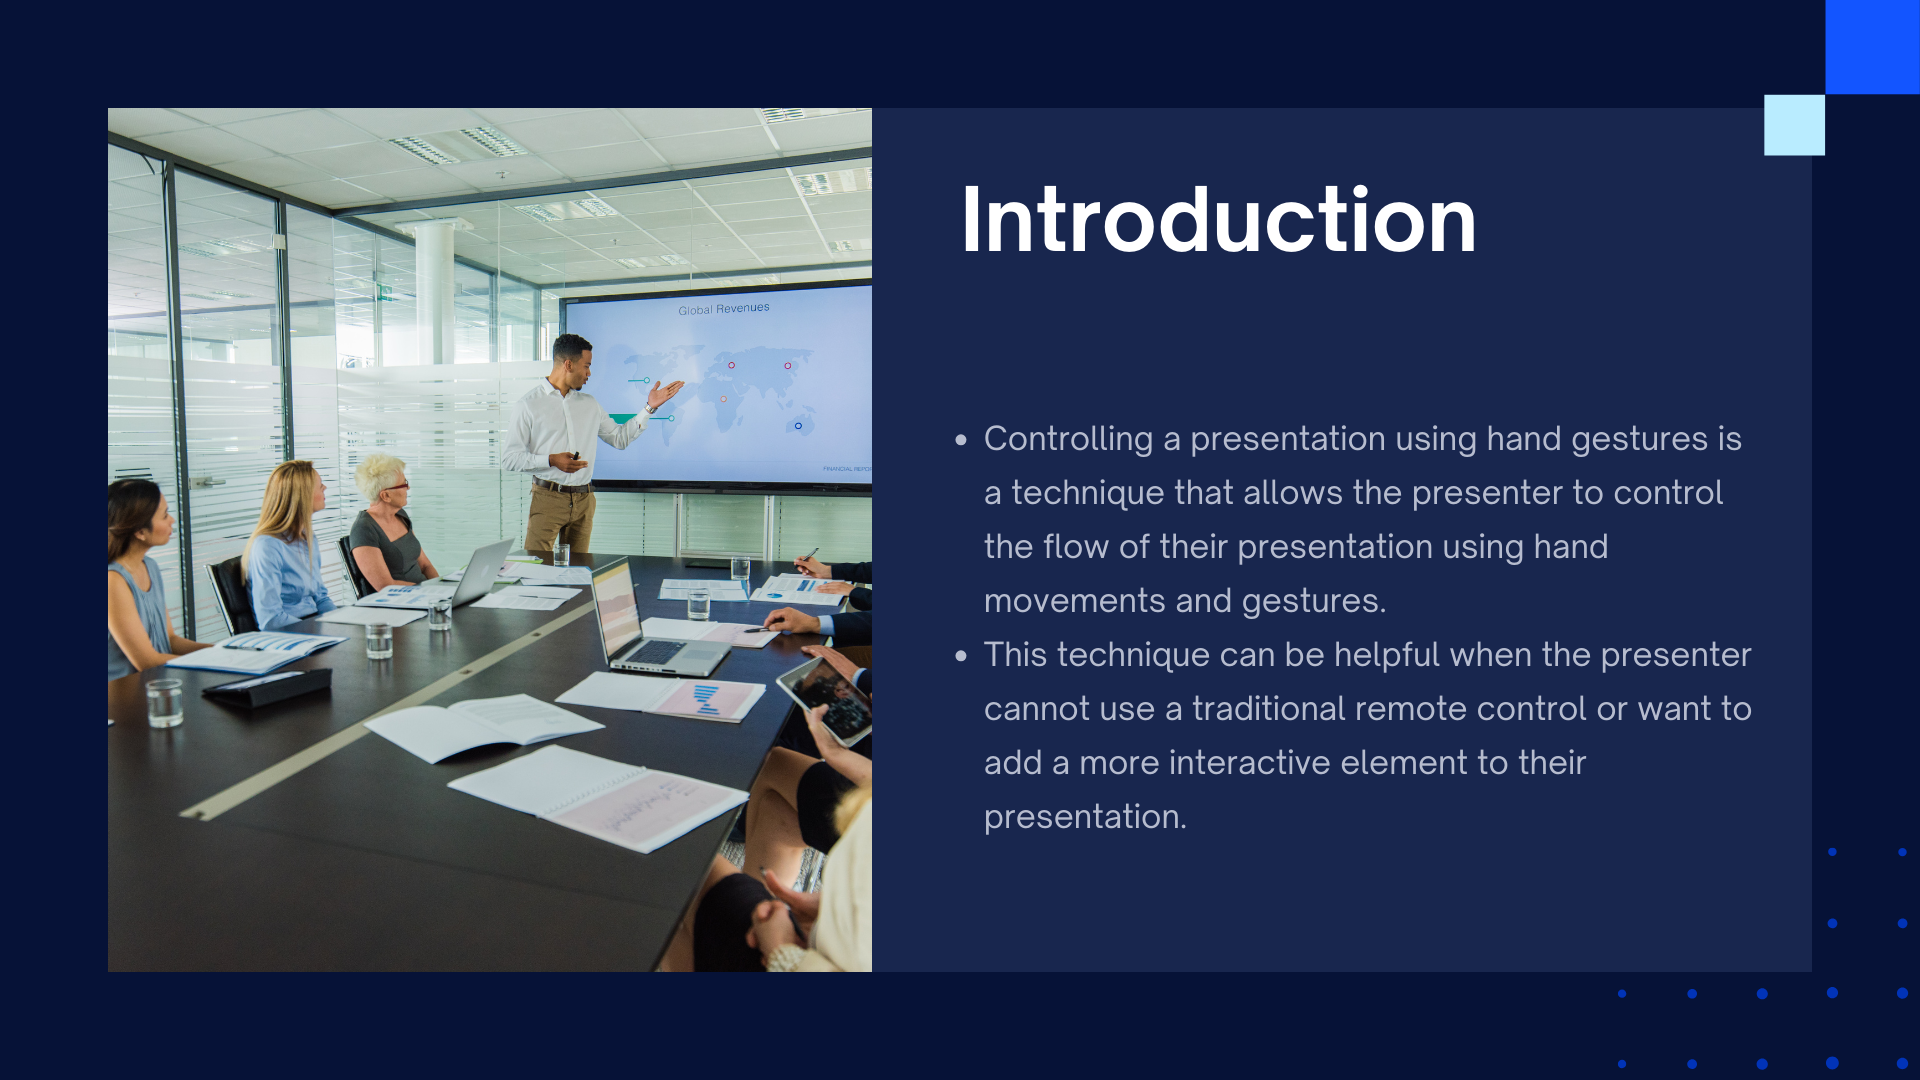 Introduction
Global Revenues
FINANCIAL
• Controlling a presentation using hand gestures is
a technique that allows the presenter to control
the flow of their presentation using hand
movements and gestures.
• This technique can be helpful when the presenter
cannot use a traditional remote control or want to
add a more interactive element to their
presentation.